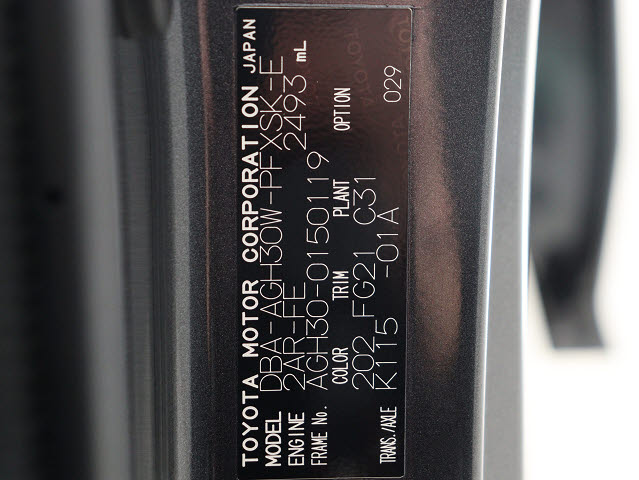 TOYOTA MOTOR CORPORATION JAPAN
MODEL DBA-AGH30W-PFXSK-E
ENGINE 2AR-FE 2493 mL
FRAME No. AGH30-0150119
COLOR TRIM PLANT OPTION
202 FG21 C31 029
TRANS./AXLE K115 -01A